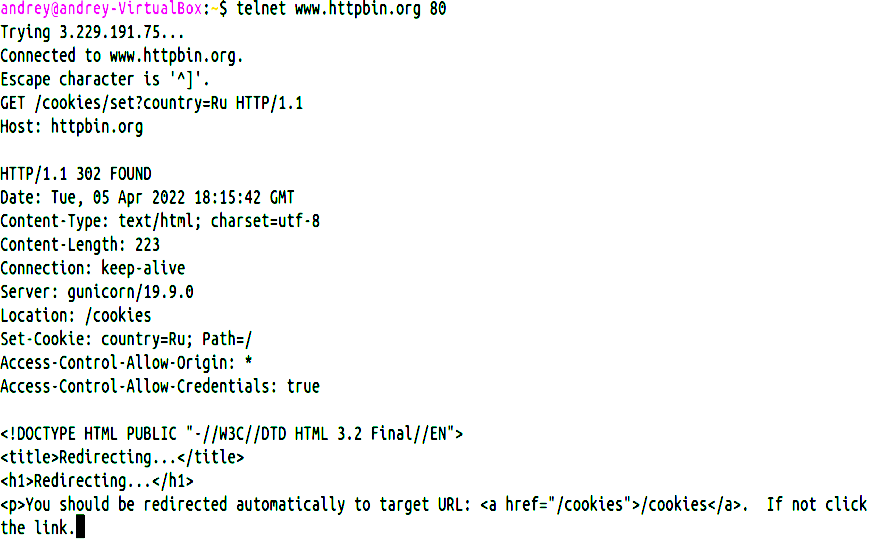 andrey@andrey-VirtualBox:~$ telnet www.httpbin.org 80
Trying 3.229.191.75...
Connected to www.httpbin.org.
Escape character is '^]'.
GET /cookies/set?country=Ru HTTP/1.1
Host: httpbin.org

HTTP/1.1 302 FOUND
Date: Tue, 05 Apr 2022 18:15:42 GMT
Content-Type: text/html; charset=utf-8
Content-Length: 223
Connection: keep-alive
Server: gunicorn/19.9.0
Location: /cookies
Set-Cookie: country=Ru; Path=/
Access-Control-Allow-Origin: *
Access-Control-Allow-Credentials: true

<!DOCTYPE HTML PUBLIC "-//W3C//DTD HTML 3.2 Final//EN">
<title>Redirecting...</title>
<h1>Redirecting...</h1>
<p>You should be redirected automatically to target URL: <a href="/cookies">/cookies</a>.  If not click
the link.